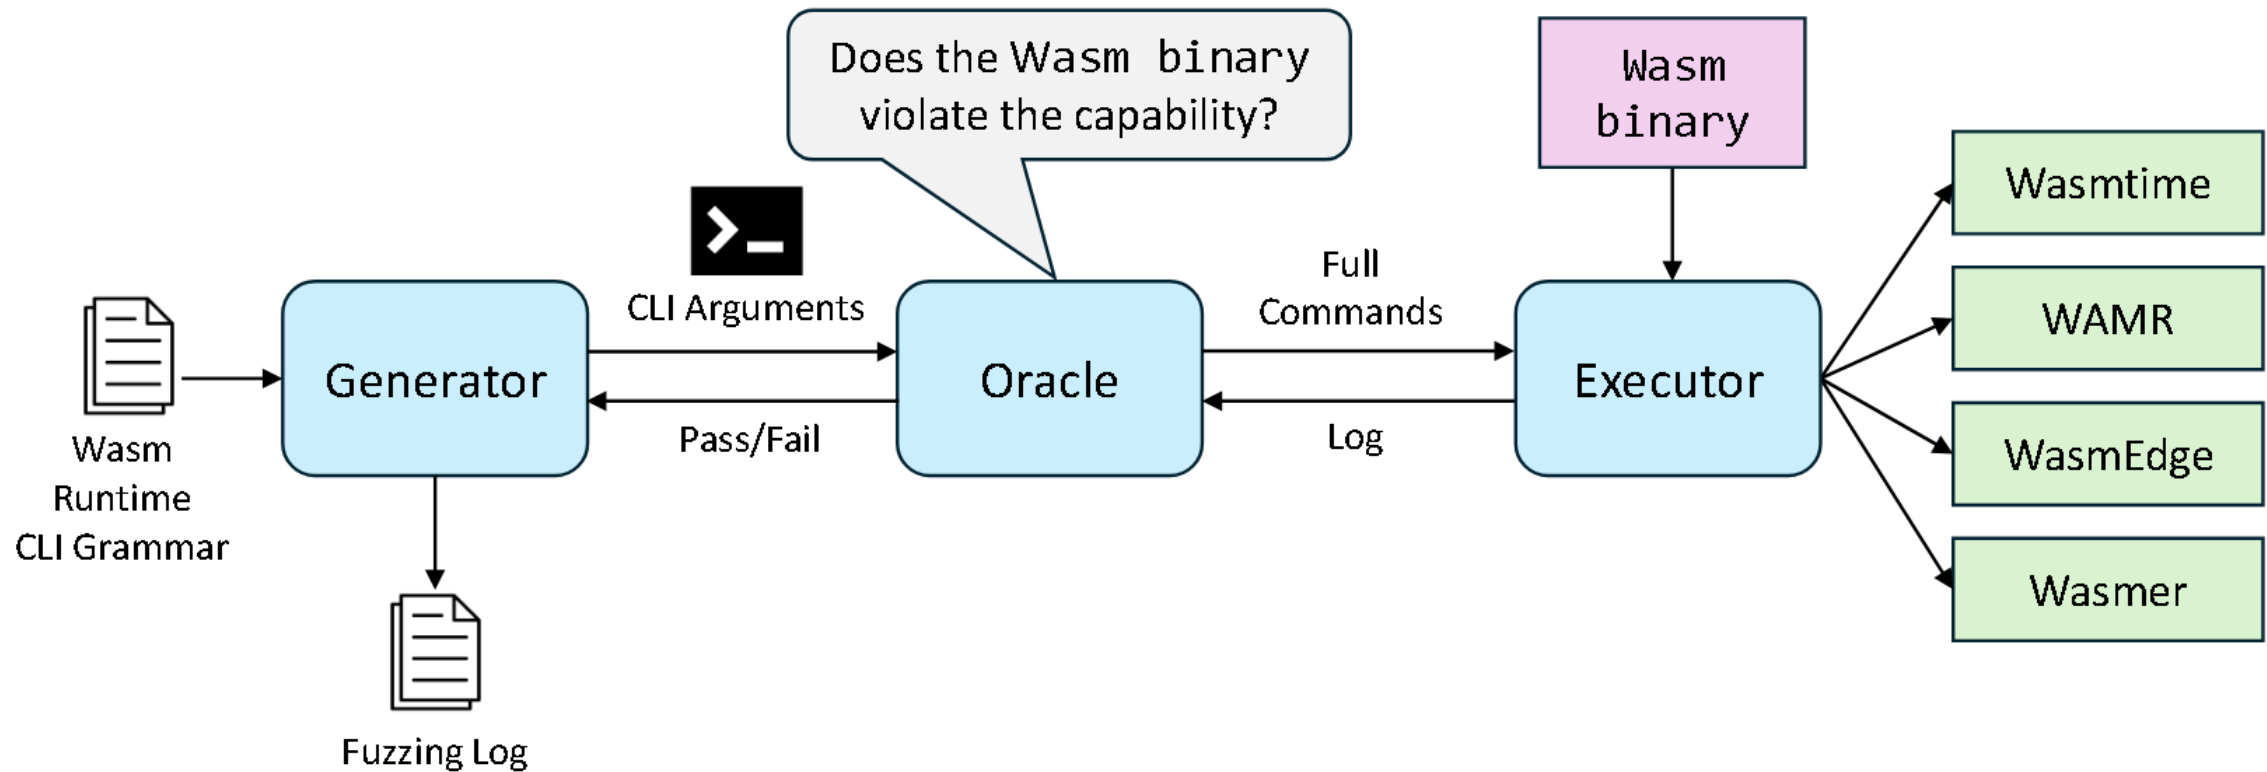 Does the Wasm binary
violate the capability?
Wasm
binary
CLI Arguments
Full
Commands
Wasm
Runtime
CLI Grammar
Generator
Oracle
Executor
Pass/Fail
Log
Fuzzing Log
Wasmtime
WAMR
WasmEdge
Wasmer